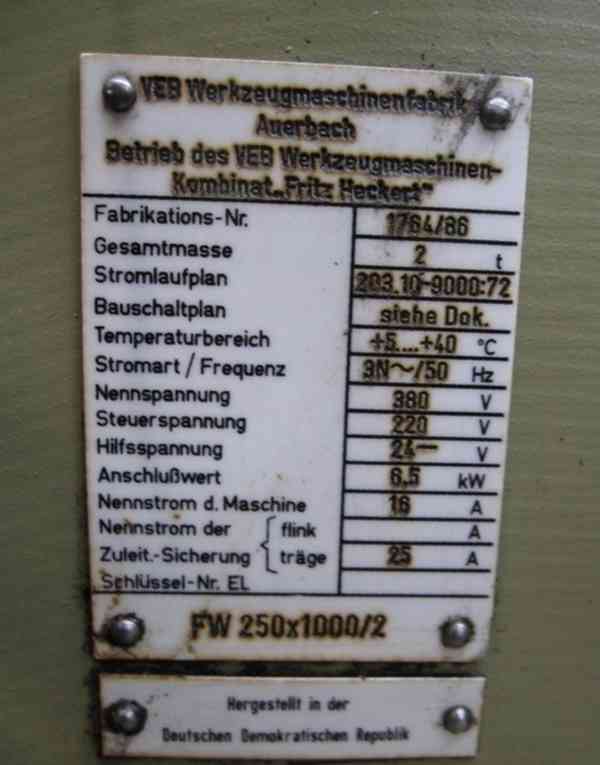 VEB Werkzeugmaschinenfabrik
Auerbach
Betrieb des VEB Werkzeugmaschinen-
Kombinat „Fritz Heckert"
Fabrikations-Nr. 1764/86
Gesamtmasse 2 t
Stromlaufplan 203.10-9000:72
Bauschaltplan siehe Dok.
Temperaturbereich +5....+40 °C
Stromart / Frequenz 3N~/50 Hz
Nennspannung 380 V
Steuerspannung 220 V
Hilfsspannung 24— V
Anschlußwert 6,5 kW
Nennstrom d. Maschine 16 A
Nennstrom der { flink A
Zuleit.-Sicherung { träge 25 A
Schlüssel-Nr. EL
FW 250x1000/2
Hergestellt in der
Deutschen Demokratischen Republik